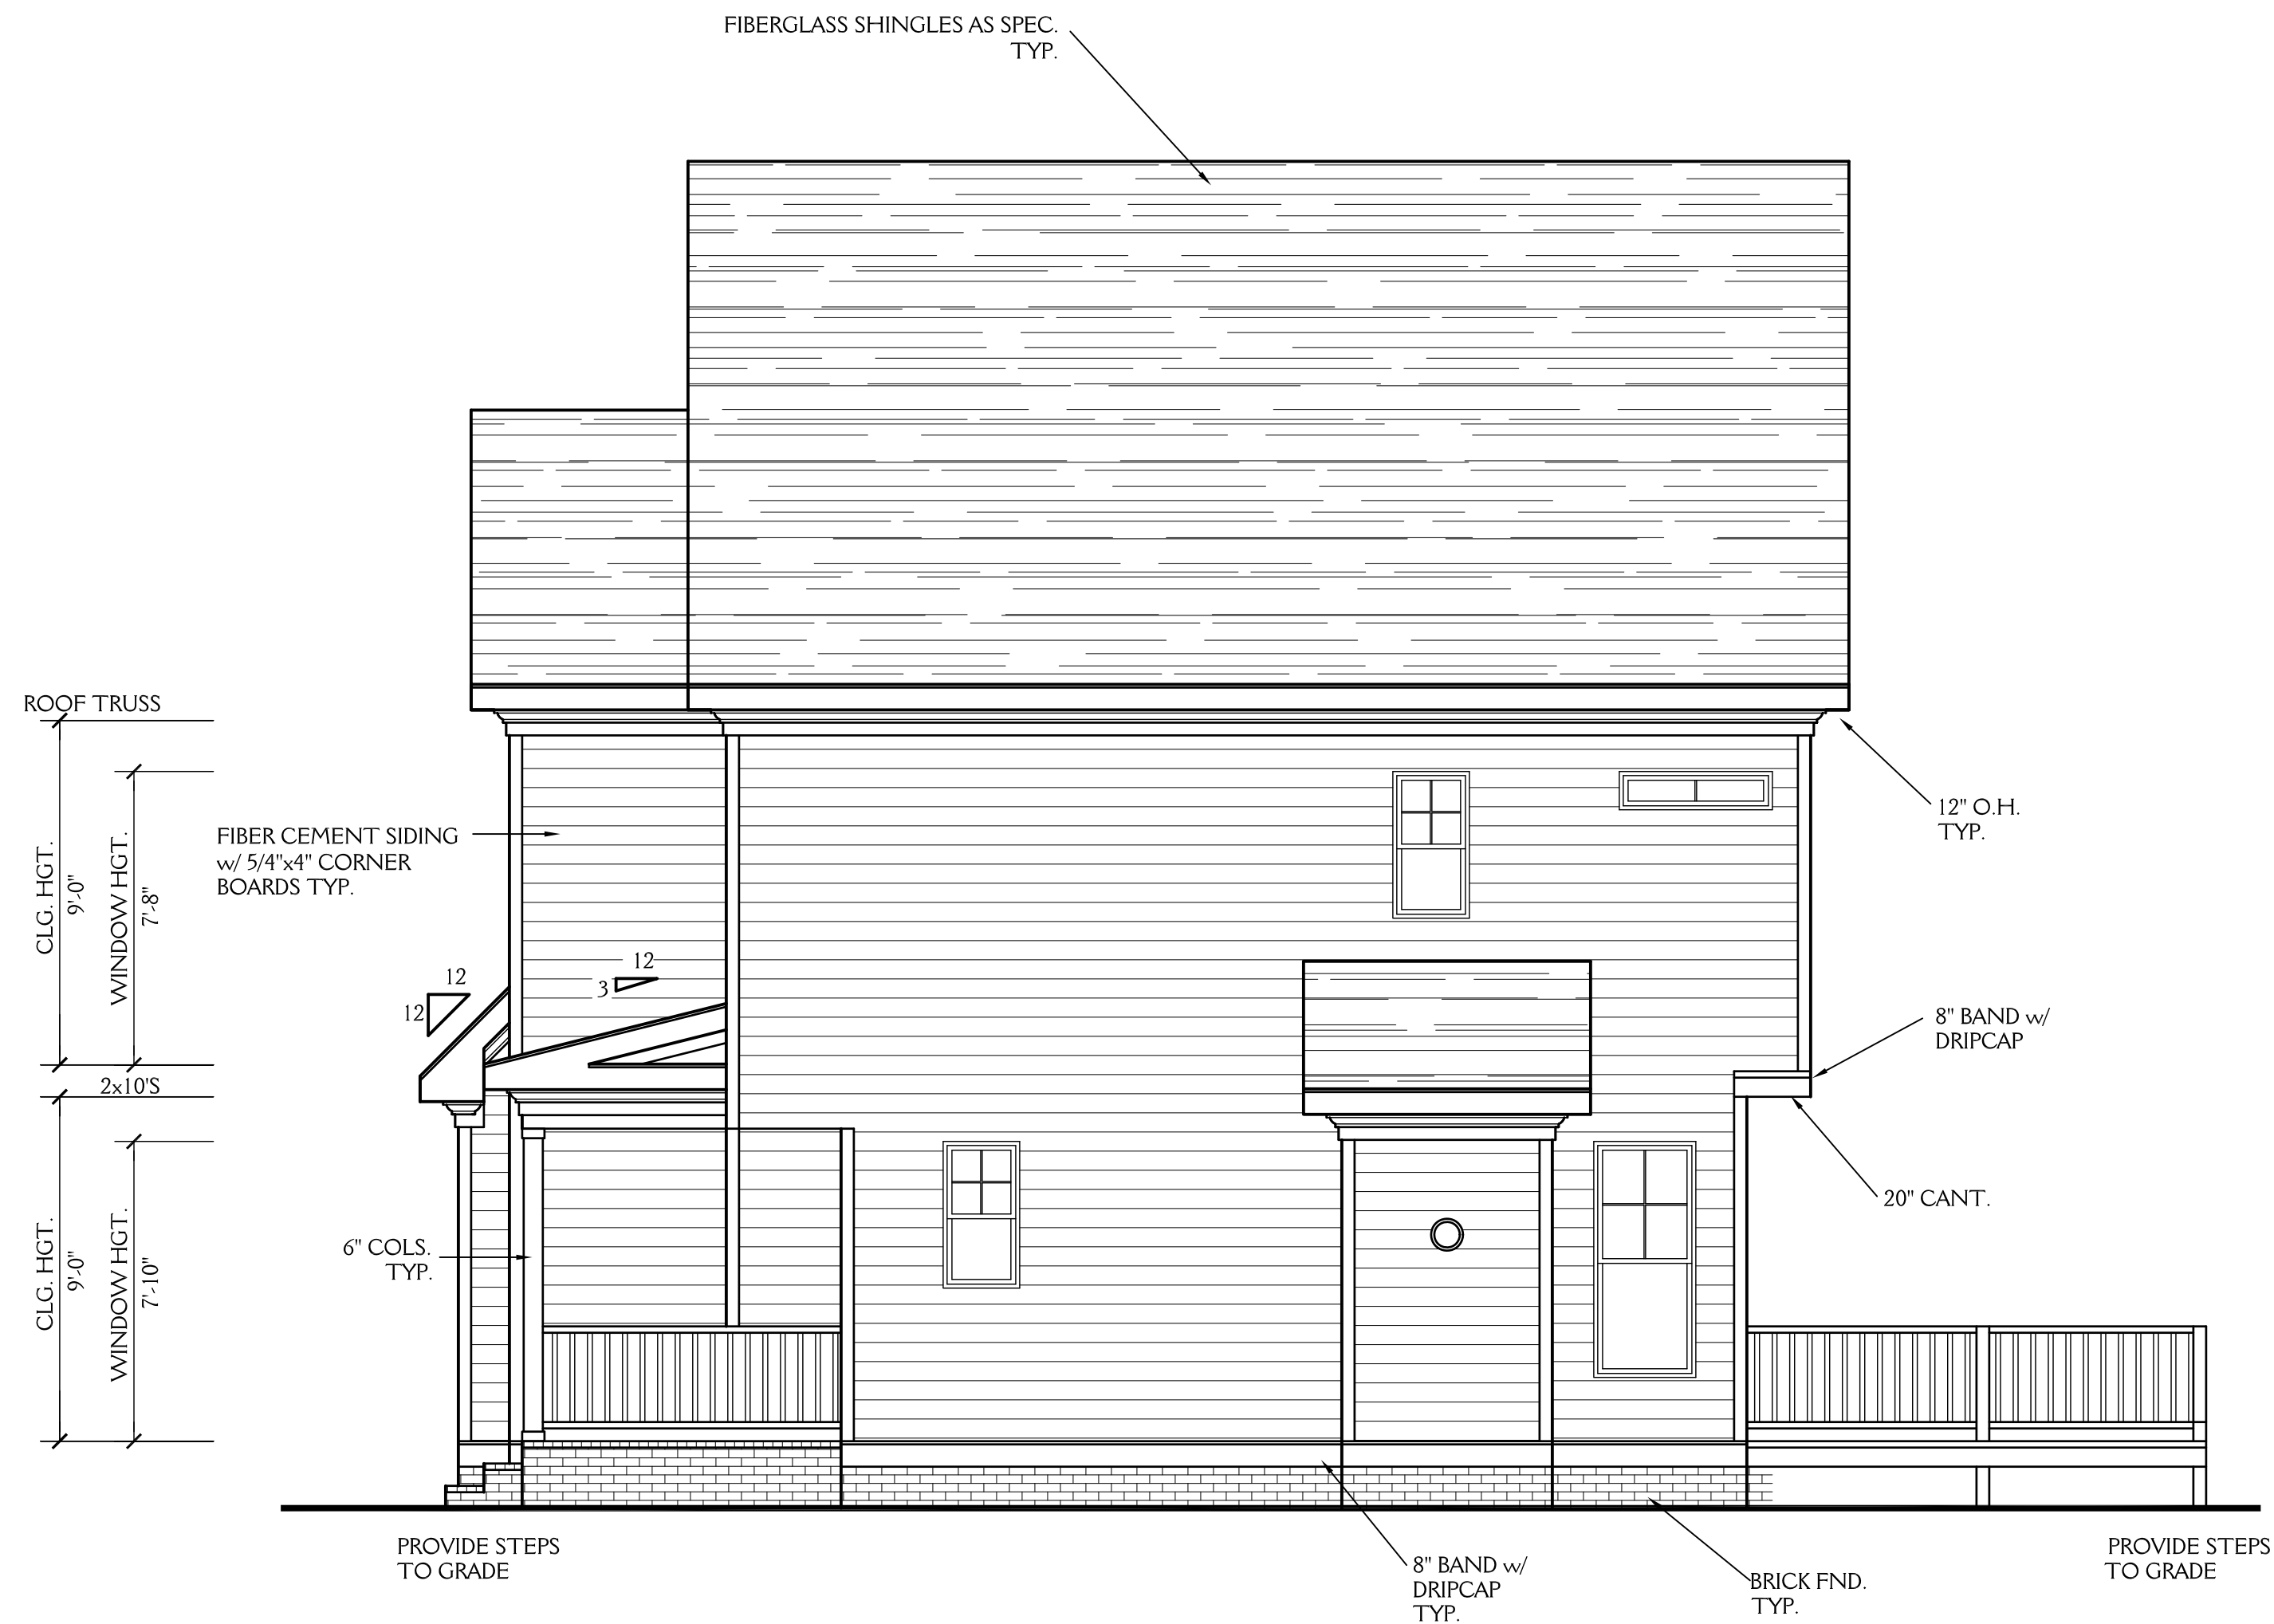 FIBERGLASS SHINGLES AS SPEC.
TYP.
ROOF TRUSS
CLG. HGT.
9'-0"
WINDOW HGT.
7'-8"
FIBER CEMENT SIDING
w/ 5/4"x4" CORNER
BOARDS TYP.
12" O.H.
TYP.
12
3
12
12
8" BAND w/
DRIPCAP
2x10'S
20" CANT.
CLG. HGT.
9'-0"
WINDOW HGT.
7'-10"
6" COLS.
TYP.
PROVIDE STEPS
TO GRADE
8" BAND w/
DRIPCAP
TYP.
BRICK FND.
TYP.
PROVIDE STEPS
TO GRADE